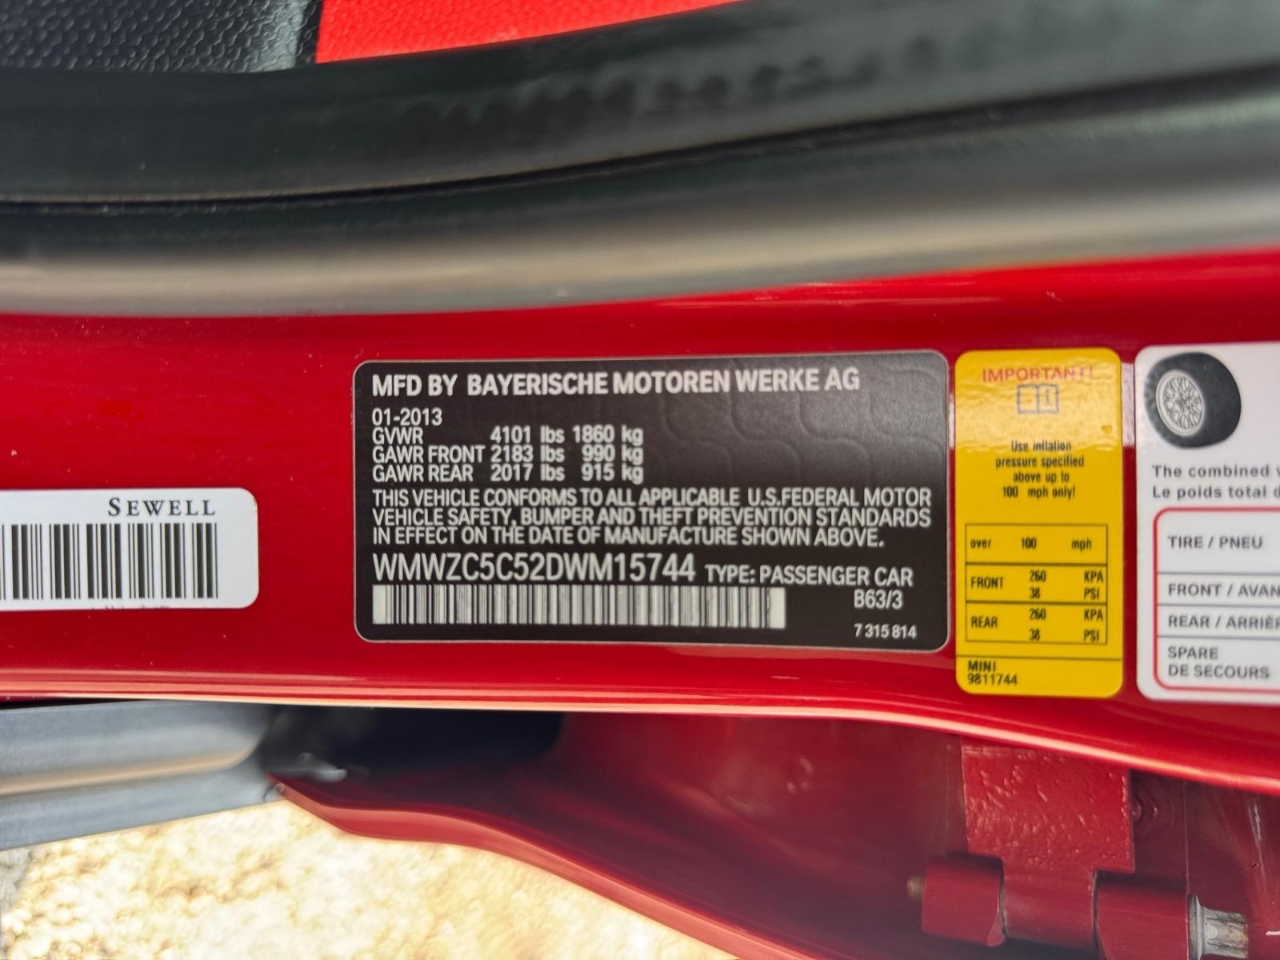 SEWELL
MFD BY BAYERISCHE MOTOREN WERKE AG
01-2013
GVWR 4101 lbs 1860 kg
GAWR FRONT 2183 lbs 990 kg
GAWR REAR 2017 lbs 915 kg
THIS VEHICLE CONFORMS TO ALL APPLICABLE U.S.FEDERAL MOTOR
VEHICLE SAFETY, BUMPER AND THEFT PREVENTION STANDARDS
IN EFFECT ON THE DATE OF MANUFACTURE SHOWN ABOVE.
WMWZC5C52DWM15744 TYPE: PASSENGER CAR
B63/3
7 315 814
IMPORTANT!
Use inflation
pressure specified
above up to
100 mph only!
over 100 mph
FRONT 260 KPA
38 PSI
REAR 260 KPA
38 PSI
MINI
9811744
The combined
Le poids total
TIRE / PNEU
FRONT / AVAN
REAR / ARRIÈR
SPARE
DE SECOURS